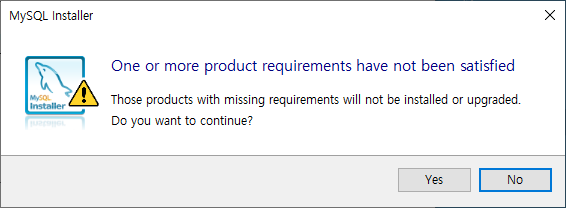 MySQL Installer
One or more product requirements have not been satisfied
MySQL
Installer
Those products with missing requirements will not be installed or upgraded.
Do you want to continue?
Yes
No